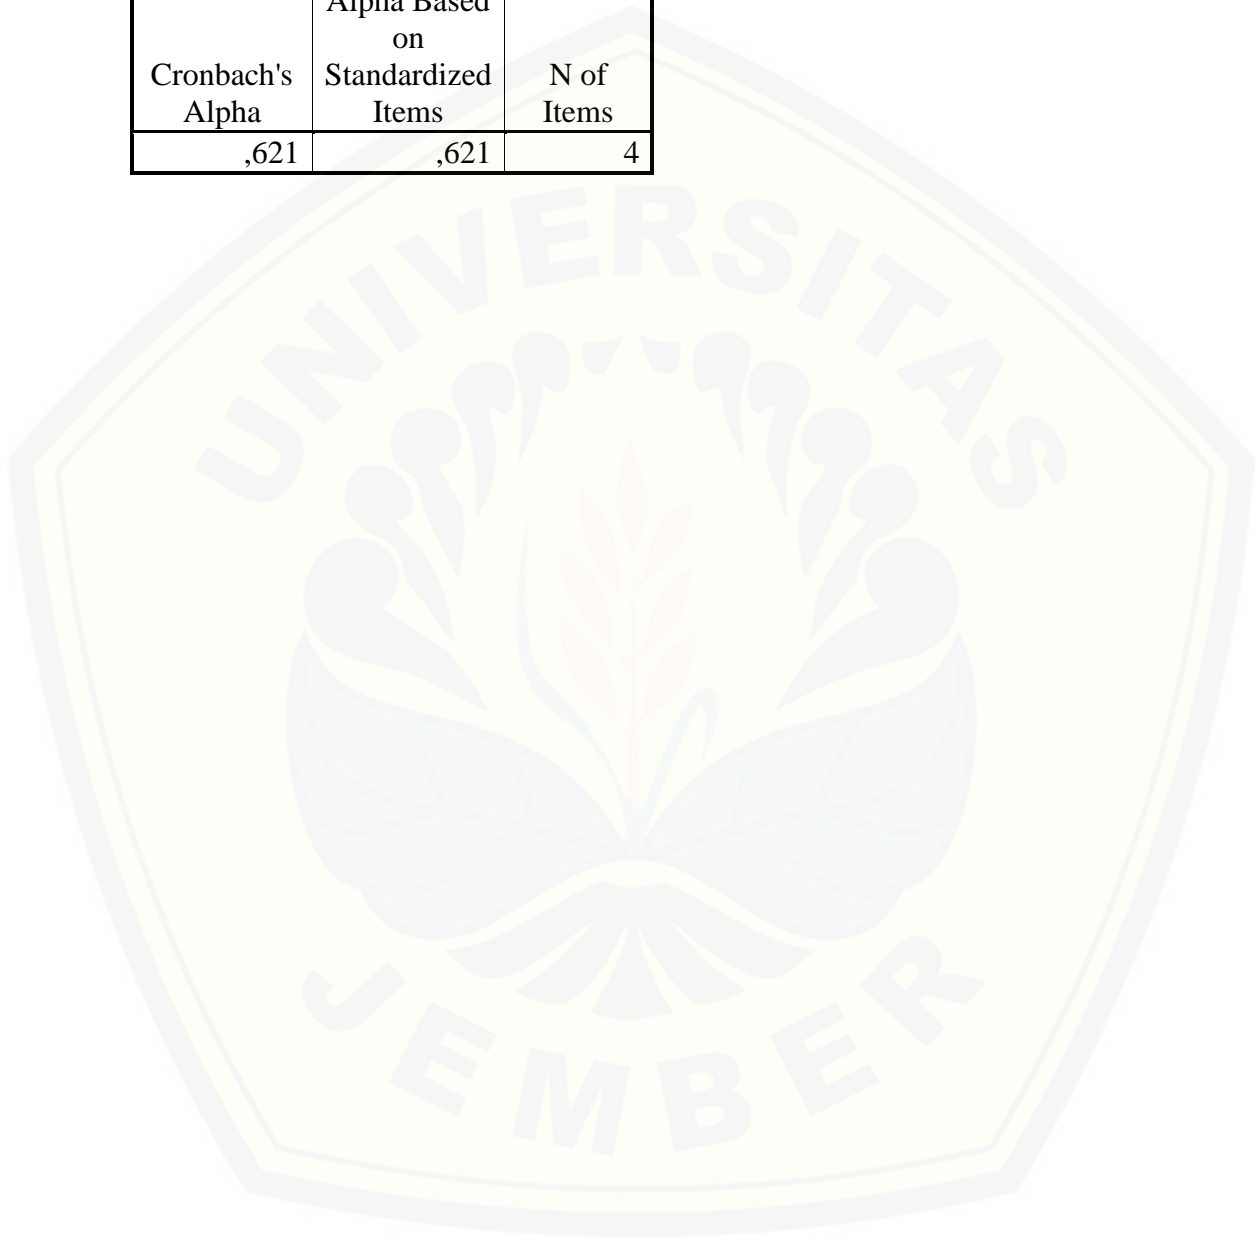 Alpha Based
on
Cronbach's Standardized N of
Alpha Items Items
,621 ,621 4
UNIVERSITAS
JEMBER